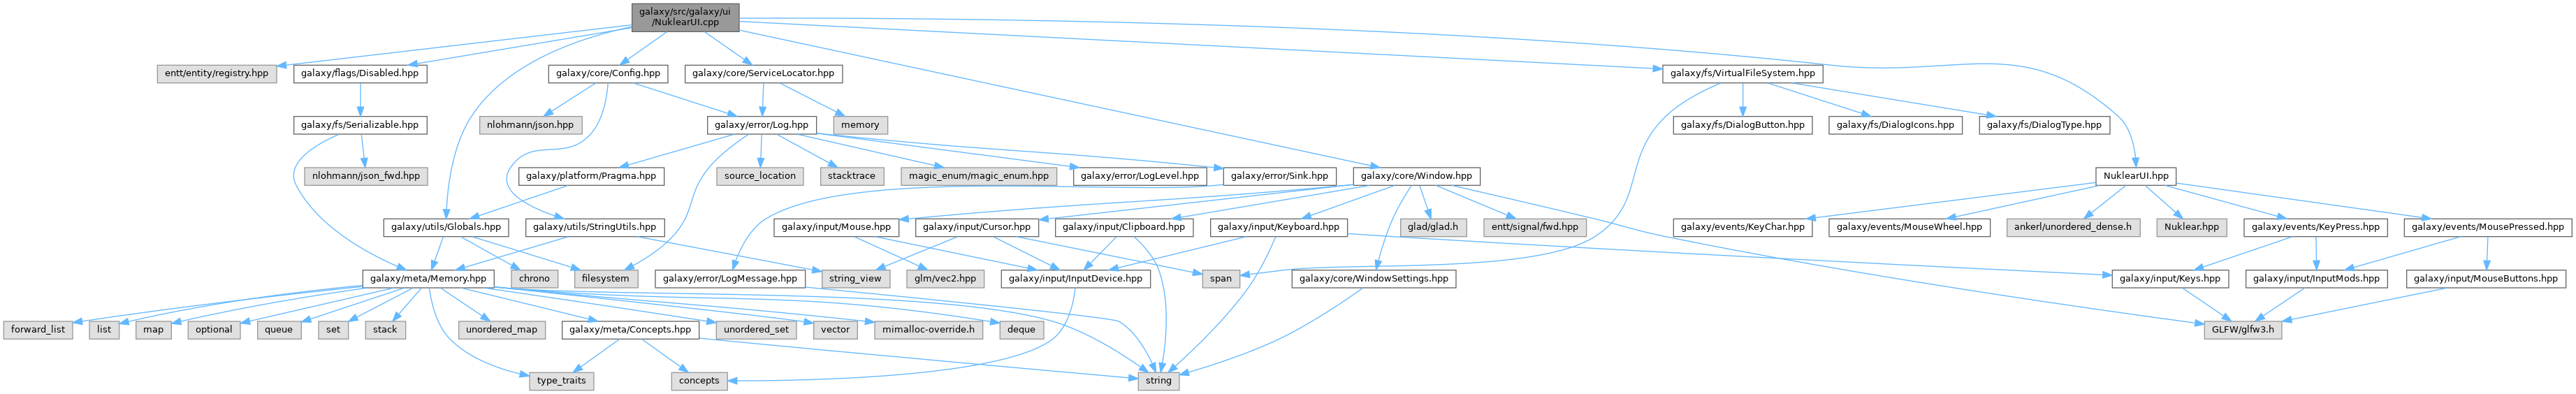 galaxy/src/galaxy/ui
/NuklearUI.cpp
entt/entity/registry.hpp
galaxy/flags/Disabled.hpp
galaxy/core/Config.hpp
galaxy/core/ServiceLocator.hpp
galaxy/fs/VirtualFileSystem.hpp
galaxy/fs/Serializable.hpp
nlohmann/json.hpp
galaxy/error/Log.hpp
memory
galaxy/fs/DialogButton.hpp
galaxy/fs/DialogIcons.hpp
galaxy/fs/DialogType.hpp
nlohmann/json_fwd.hpp
galaxy/platform/Pragma.hpp
source_location
stacktrace
magic_enum/magic_enum.hpp
galaxy/error/LogLevel.hpp
galaxy/error/Sink.hpp
galaxy/core/Window.hpp
NuklearUI.hpp
galaxy/utils/Globals.hpp
galaxy/utils/StringUtils.hpp
galaxy/input/Mouse.hpp
galaxy/input/Cursor.hpp
galaxy/input/Clipboard.hpp
galaxy/input/Keyboard.hpp
glad/glad.h
entt/signal/fwd.hpp
galaxy/events/KeyChar.hpp
galaxy/events/MouseWheel.hpp
ankerl/unordered_dense.h
Nuklear.hpp
galaxy/events/KeyPress.hpp
galaxy/events/MousePressed.hpp
galaxy/meta/Memory.hpp
chrono
filesystem
galaxy/error/LogMessage.hpp
string_view
glm/vec2.hpp
galaxy/input/InputDevice.hpp
span
galaxy/core/WindowSettings.hpp
galaxy/input/Keys.hpp
galaxy/input/InputMods.hpp
galaxy/input/MouseButtons.hpp
forward_list
list
map
optional
queue
set
stack
unordered_map
galaxy/meta/Concepts.hpp
unordered_set
vector
mimalloc-override.h
deque
GLFW/glfw3.h
type_traits
concepts
string